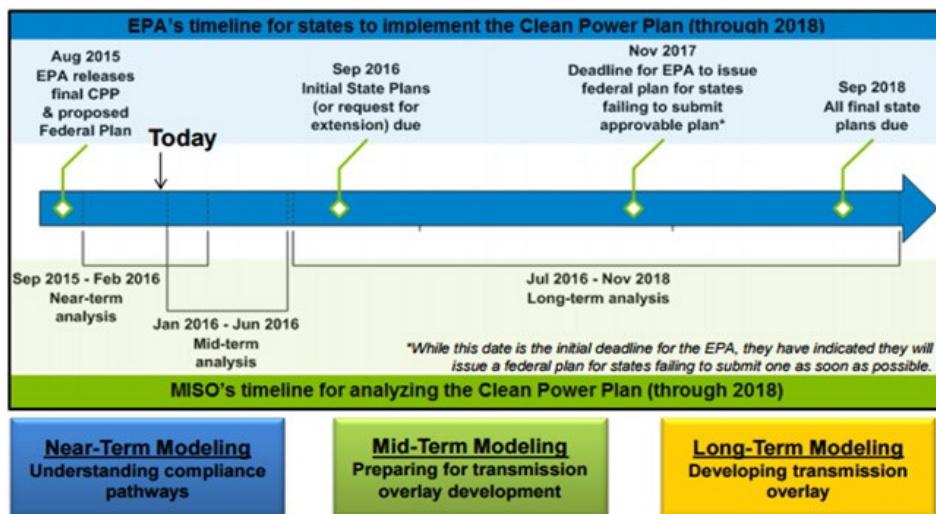 EPA's timeline for states to implement the Clean Power Plan (through 2018)
Aug 2015
EPA releases
final CPP
& proposed
Federal Plan
Today
Sep 2016
Initial State Plans
(or request for
extension) due
Nov 2017
Deadline for EPA to issue
federal plan for states
failing to submit
approvable plan*
Sep 2018
All final state
plans due
Sep 2015 - Feb 2016
Near-term
analysis
Jan 2016 - Jun 2016
Mid-term
analysis
Jul 2016 - Nov 2018
Long-term analysis
*While this date is the initial deadline for the EPA, they have indicated they will
issue a federal plan for states failing to submit one as soon as possible.
MISO's timeline for analyzing the Clean Power Plan (through 2018)
Near-Term Modeling
Understanding compliance
pathways
Mid-Term Modeling
Preparing for transmission
overlay development
Long-Term Modeling
Developing transmission
overlay